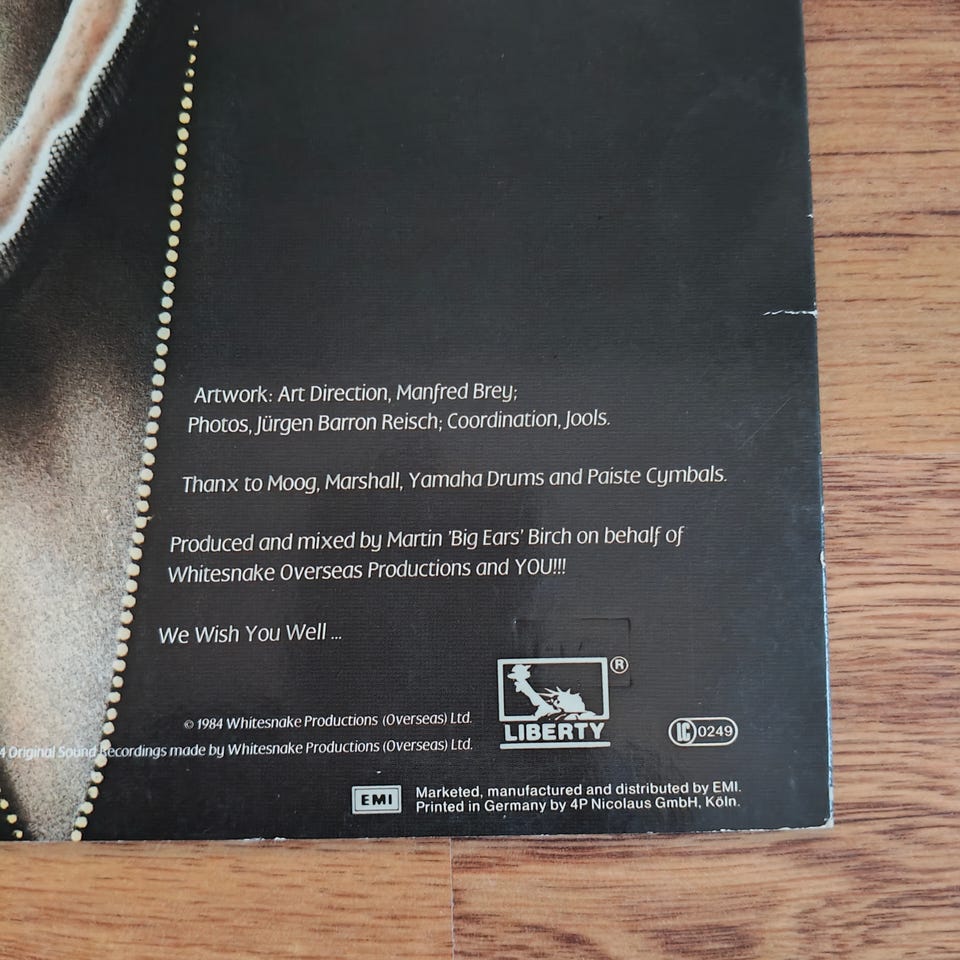 Artwork: Art Direction, Manfred Brey;
Photos, Jürgen Barron Reisch; Coordination, Jools.
Thanx to Moog, Marshall, Yamaha Drums and Paiste Cymbals.
Produced and mixed by Martin 'Big Ears' Birch on behalf of
Whitesnake Overseas Productions and YOU!!!
We Wish You Well ...
® 
LIBERTY
© 1984 Whitesnake Productions (Overseas) Ltd.
4 Original Sound Recordings made by Whitesnake Productions (Overseas) Ltd.
LC 0249
EMI
Marketed, manufactured and distributed by EMI.
Printed in Germany by 4P Nicolaus GmbH, Köln.